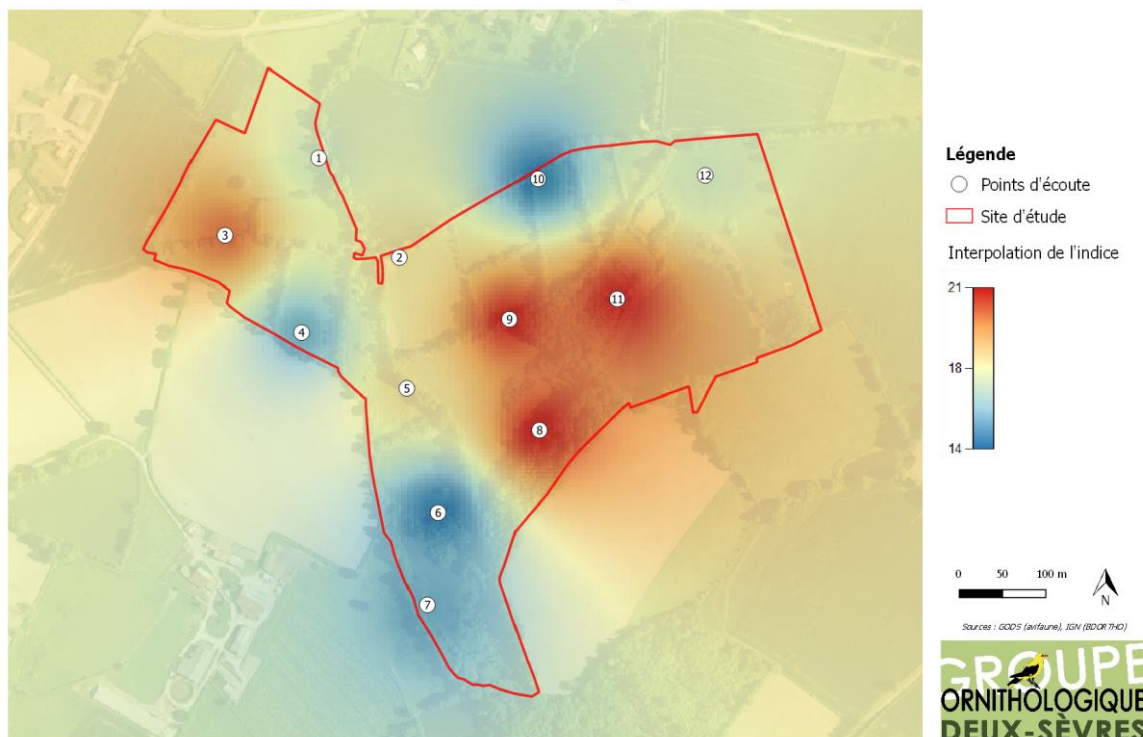 1
12
10
3
2
11
9
4
5
8
6
7
Légende
Points d'écoute
Site d'étude
Interpolation de l'indice
21
18
14
0 50 100 m
N
Sources : GODS (avifaune), IGN (BDORTHO)
GROUPE
ORNITHOLOGIQUE
DEUX-SÈVRES